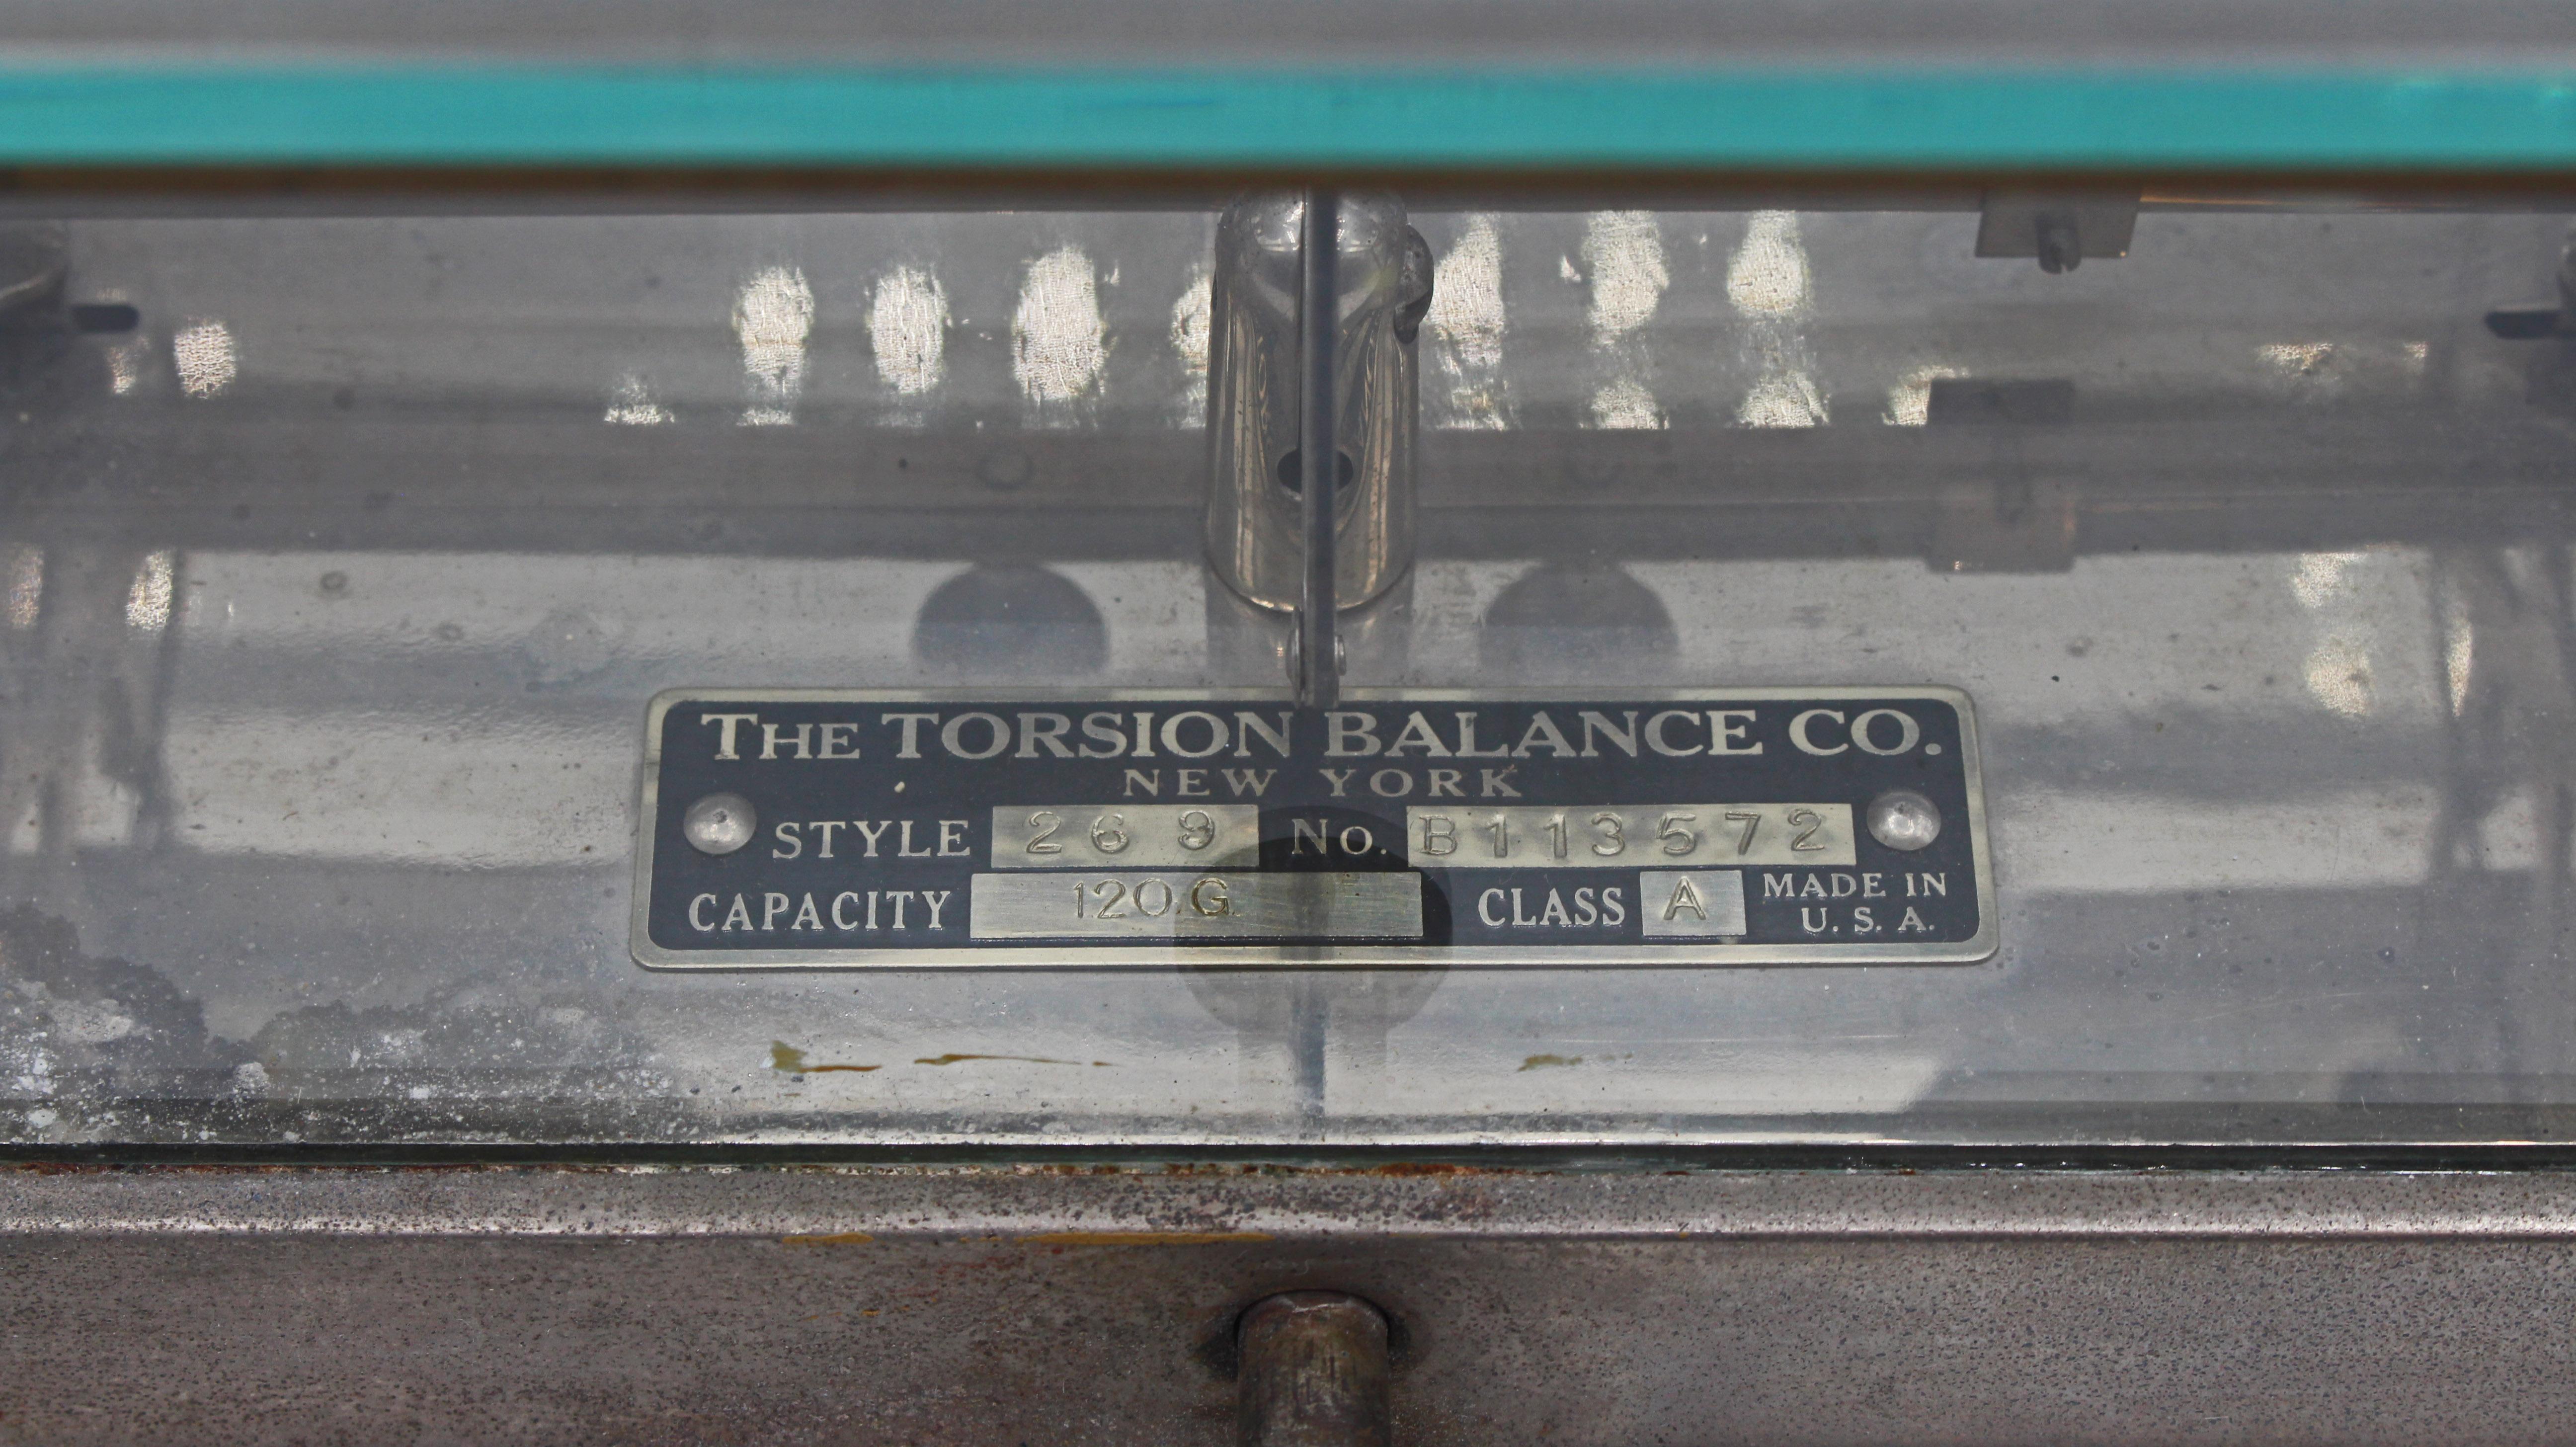 THE TORSION BALANCE CO.
NEW YORK
STYLE 269 No. B113572
CAPACITY 120 G CLASS A MADE IN
U.S.A.